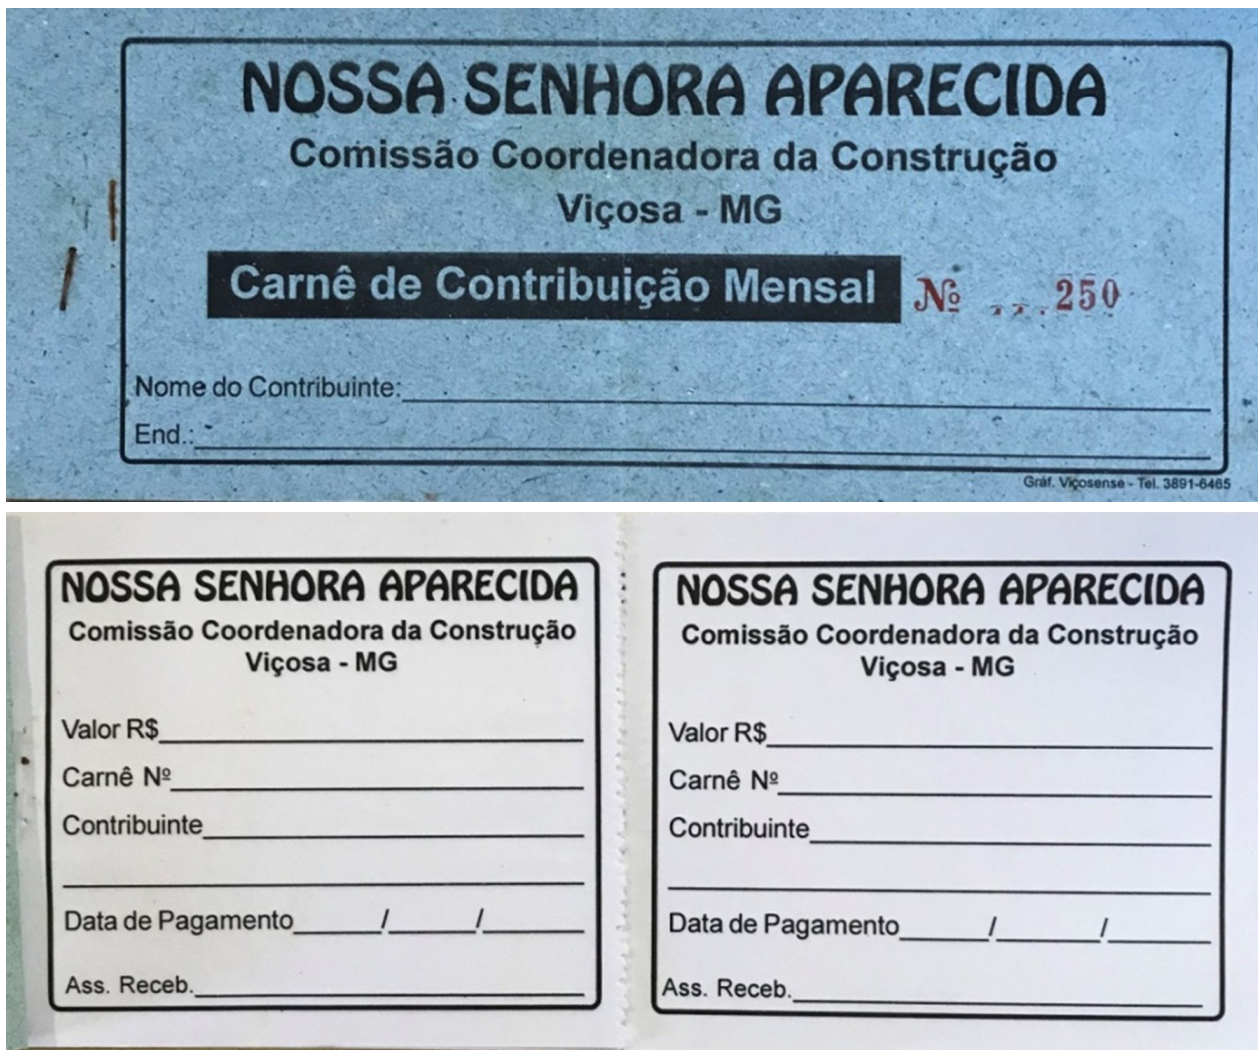 NOSSA SENHORA APARECIDA
Comissão Coordenadora da Construção
Viçosa - MG
Carnê de Contribuição Mensal Nº ... 250
Nome do Contribuinte:
End.:
Gráf. Viçosense - Tel. 3891-6465
NOSSA SENHORA APARECIDA
Comissão Coordenadora da Construção
Viçosa - MG
Valor R$
Carnê Nº
Contribuinte
Data de Pagamento / /
Ass. Receb.
NOSSA SENHORA APARECIDA
Comissão Coordenadora da Construção
Viçosa - MG
Valor R$
Carnê Nº
Contribuinte
Data de Pagamento / /
Ass. Receb.